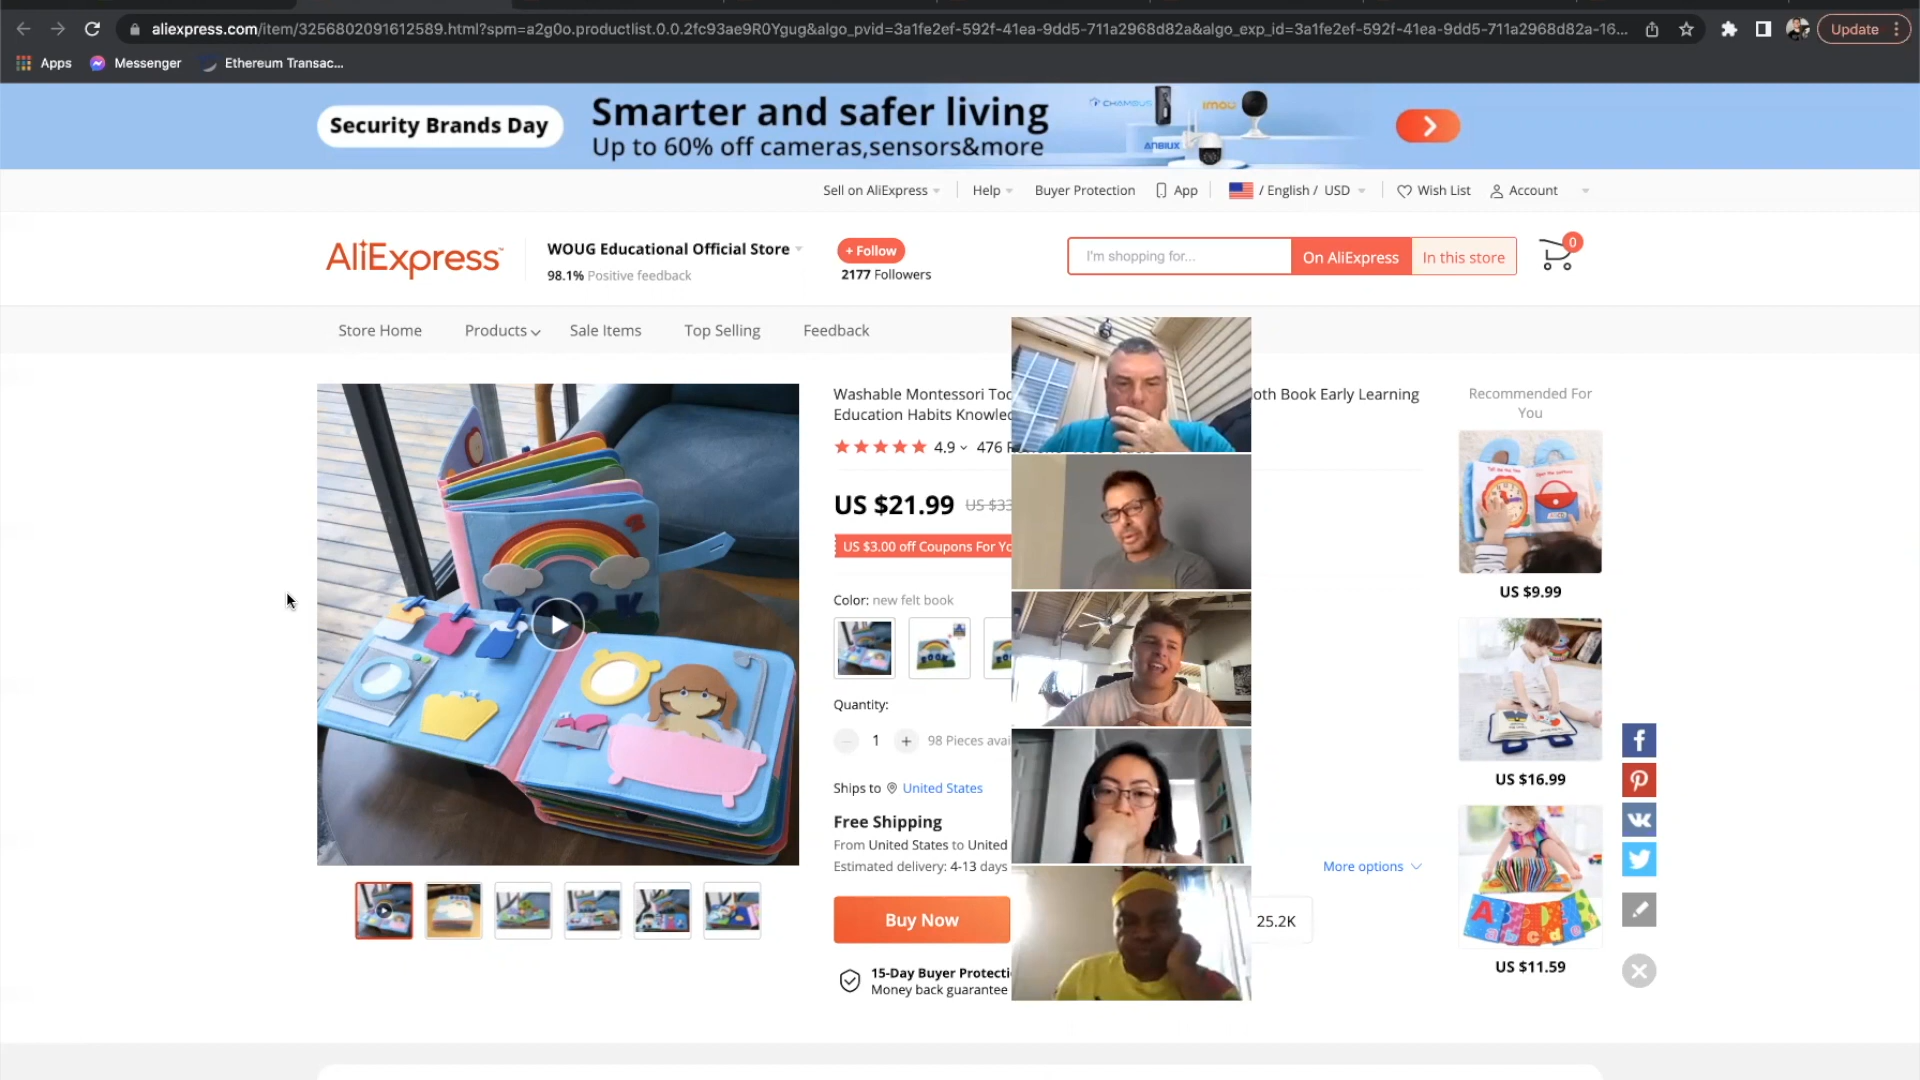 aliexpress.com/item/3256802091612589.html?spm=a2g0o.productlist.0.0.2fc93ae9R0Ygug&algo_pvid=3a1fe2ef-592f-41ea-9dd5-711a2968d82a&algo_exp_id=3a1fe2ef-592f-41ea-9dd5-711a2968d82a-16...
Update
Apps
Messenger
Ethereum Transac...
Security Brands Day
Smarter and safer living
Up to 60% off cameras,sensors&more
imou
ANBIUX
Sell on AliExpress
Help
Buyer Protection
App
/ English / USD
Wish List
Account
AliExpress
WOUG Educational Official Store
98.1% Positive feedback
+ Follow
2177 Followers
I'm shopping for...
On AliExpress
In this store
0
Store Home
Products
Sale Items
Top Selling
Feedback
Washable Montessori
oth Book Early Learning
Education Habits
4.9
476
US $21.99
US $3.00 off Coupons For
Color: new felt book
Quantity:
1
98 Pieces
Ships to
United States
Free Shipping
From United States to United
Estimated delivery: 4-13 days
More options
Buy Now
25.2K
15-Day Buyer
Money back guarantee
Recommended For
You
US $9.99
US $16.99
US $11.59
BOOK